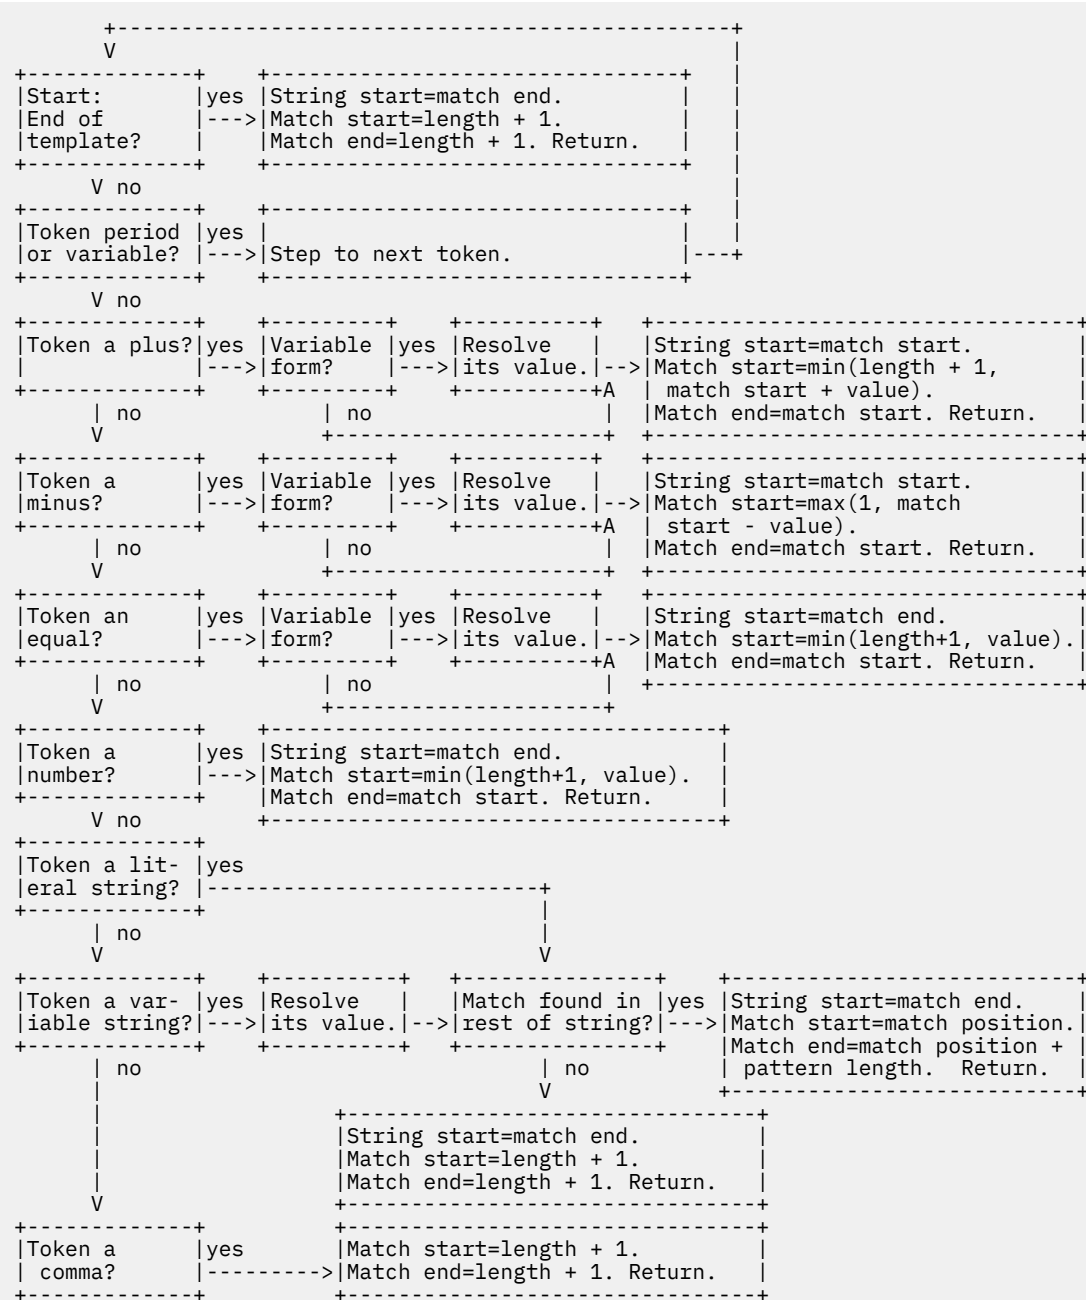 +-------------------------------------------------+
V |
+-------------+ +--------------------------------+ |
|Start: |yes |String start=match end. | |
|End of |--->|Match start=length + 1. | |
|template? | |Match end=length + 1. Return. | |
+-------------+ +--------------------------------+ |
V no |
+-------------+ +--------------------------------+ |
|Token period |yes | | |
|or variable? |--->|Step to next token. |---+
+-------------+ +--------------------------------+
V no
+-------------+ +---------+ +----------+ +---------------------------------+
|Token a plus?|yes |Variable |yes |Resolve | |String start=match start. |
| |--->|form? |--->|its value.|-->|Match start=min(length + 1, |
+-------------+ +---------+ +----------+A | match start + value). |
| no | no | |Match end=match start. Return. |
V +---------------------+ +---------------------------------+
+-------------+ +---------+ +----------+ +---------------------------------+
|Token a |yes |Variable |yes |Resolve | |String start=match start. |
|minus? |--->|form? |--->|its value.|-->|Match start=max(1, match |
+-------------+ +---------+ +----------+A | start - value). |
| no | no | |Match end=match start. Return. |
V +---------------------+ +---------------------------------+
+-------------+ +---------+ +----------+ +---------------------------------+
|Token an |yes |Variable |yes |Resolve | |String start=match end. |
|equal? |--->|form? |--->|its value.|-->|Match start=min(length+1, value).|
+-------------+ +---------+ +----------+A |Match end=match start. Return. |
| no | no | +---------------------------------+
V +---------------------+
+-------------+ +-----------------------------------+
|Token a |yes |String start=match end. |
|number? |--->|Match start=min(length+1, value). |
+-------------+ |Match end=match start. Return. |
V no +-----------------------------------+
+-------------+
|Token a lit- |yes
|eral string? |--------------------------+
+-------------+ |
| no |
V V
+-------------+ +----------+ +---------------+ +---------------------------+
|Token a var- |yes |Resolve | |Match found in |yes |String start=match end. |
|iable string?|--->|its value.|-->|rest of string?|--->|Match start=match position.|
+-------------+ +----------+ +---------------+ |Match end=match position + |
| no | no | pattern length. Return. |
| V +---------------------------+
| +--------------------------------+
| |String start=match end. |
| |Match start=length + 1. |
| |Match end=length + 1. Return. |
V +--------------------------------+
+-------------+ +--------------------------------+
|Token a |yes |Match start=length + 1. |
| comma? |--------->|Match end=length + 1. Return. |
+-------------+ +--------------------------------+